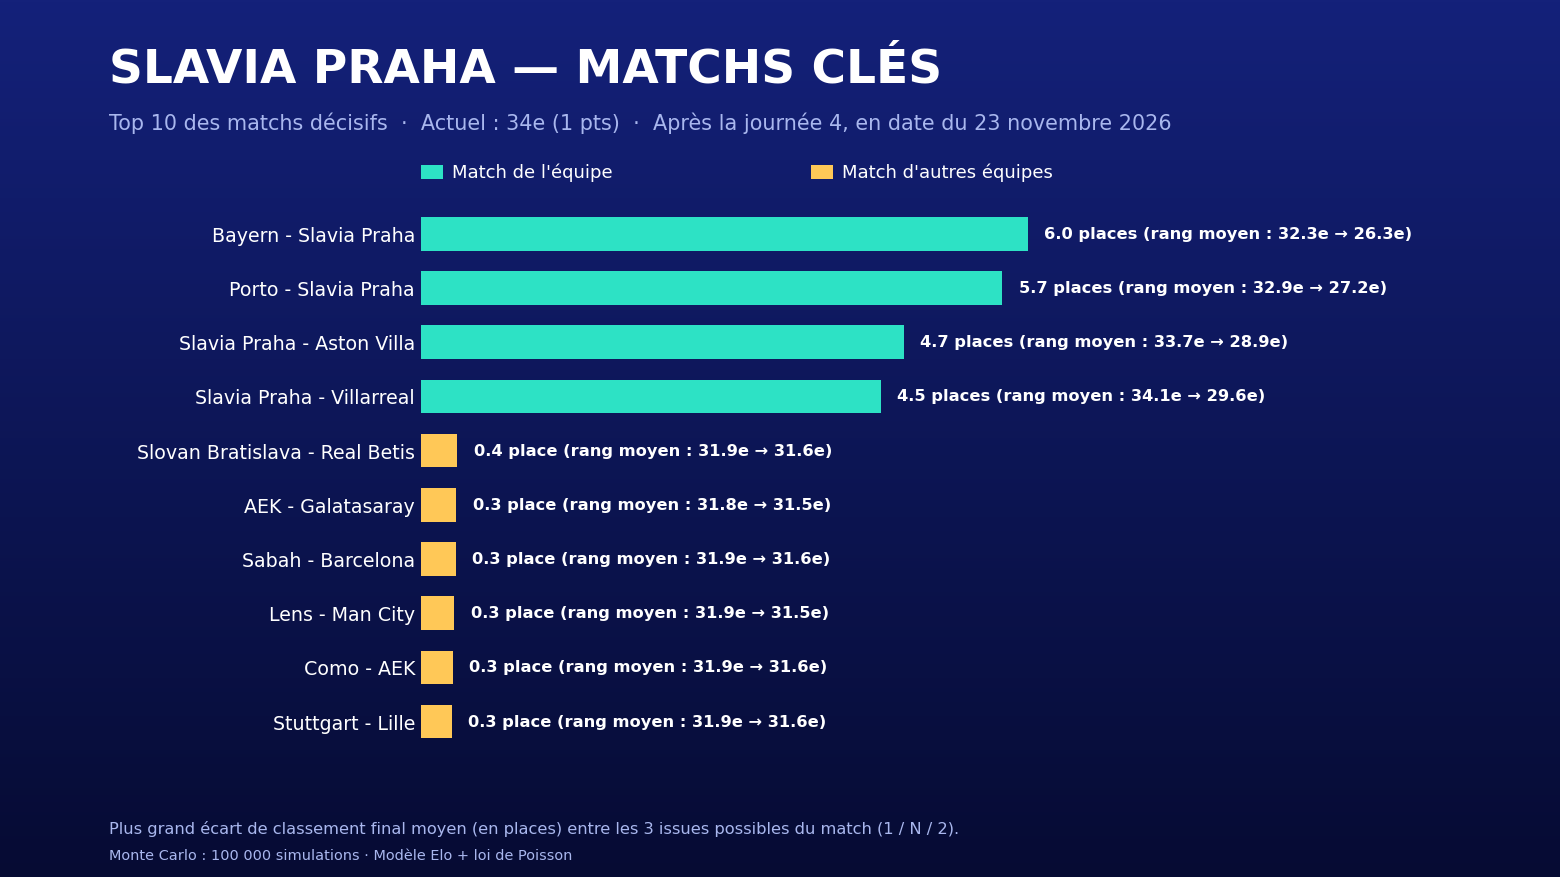 SLAVIA PRAHA — MATCHS CLÉS
Top 10 des matchs décisifs · Actuel : 34e (1 pts) · Après la journée 4, en date du 23 novembre 2026
Match de l'équipe
Match d'autres équipes
Bayern - Slavia Praha 6.0 places (rang moyen : 32.3e → 26.3e)
Porto - Slavia Praha 5.7 places (rang moyen : 32.9e → 27.2e)
Slavia Praha - Aston Villa 4.7 places (rang moyen : 33.7e → 28.9e)
Slavia Praha - Villarreal 4.5 places (rang moyen : 34.1e → 29.6e)
Slovan Bratislava - Real Betis 0.4 place (rang moyen : 31.9e → 31.6e)
AEK - Galatasaray 0.3 place (rang moyen : 31.8e → 31.5e)
Sabah - Barcelona 0.3 place (rang moyen : 31.9e → 31.6e)
Lens - Man City 0.3 place (rang moyen : 31.9e → 31.5e)
Como - AEK 0.3 place (rang moyen : 31.9e → 31.6e)
Stuttgart - Lille 0.3 place (rang moyen : 31.9e → 31.6e)
Plus grand écart de classement final moyen (en places) entre les 3 issues possibles du match (1 / N / 2).
Monte Carlo : 100 000 simulations · Modèle Elo + loi de Poisson